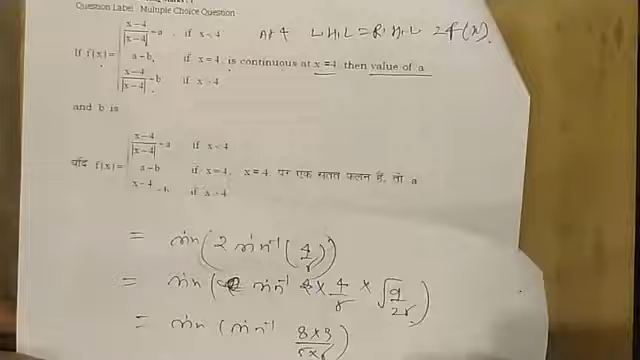 Question Label : Multiple Choice Question
x-4
|x-4| -a , if x<4 At 4 L.H.L = R.H.L = f(x).
If f(x)= a-b, if x=4, is continuous at x=4 then value of a
x-4
|x-4| -b if x>4
and b is
x-4
|x-4| -a if x<4
यदि f(x)= a-b if x=4, x=4 पर एक सतत फलन है, तो a
x-4
if x>4
= sin(2 sin⁻¹(4/5))
= sin( sin⁻¹ 2×4/5 × √9/25)
= sin (sin⁻¹ 8×3/5×5)